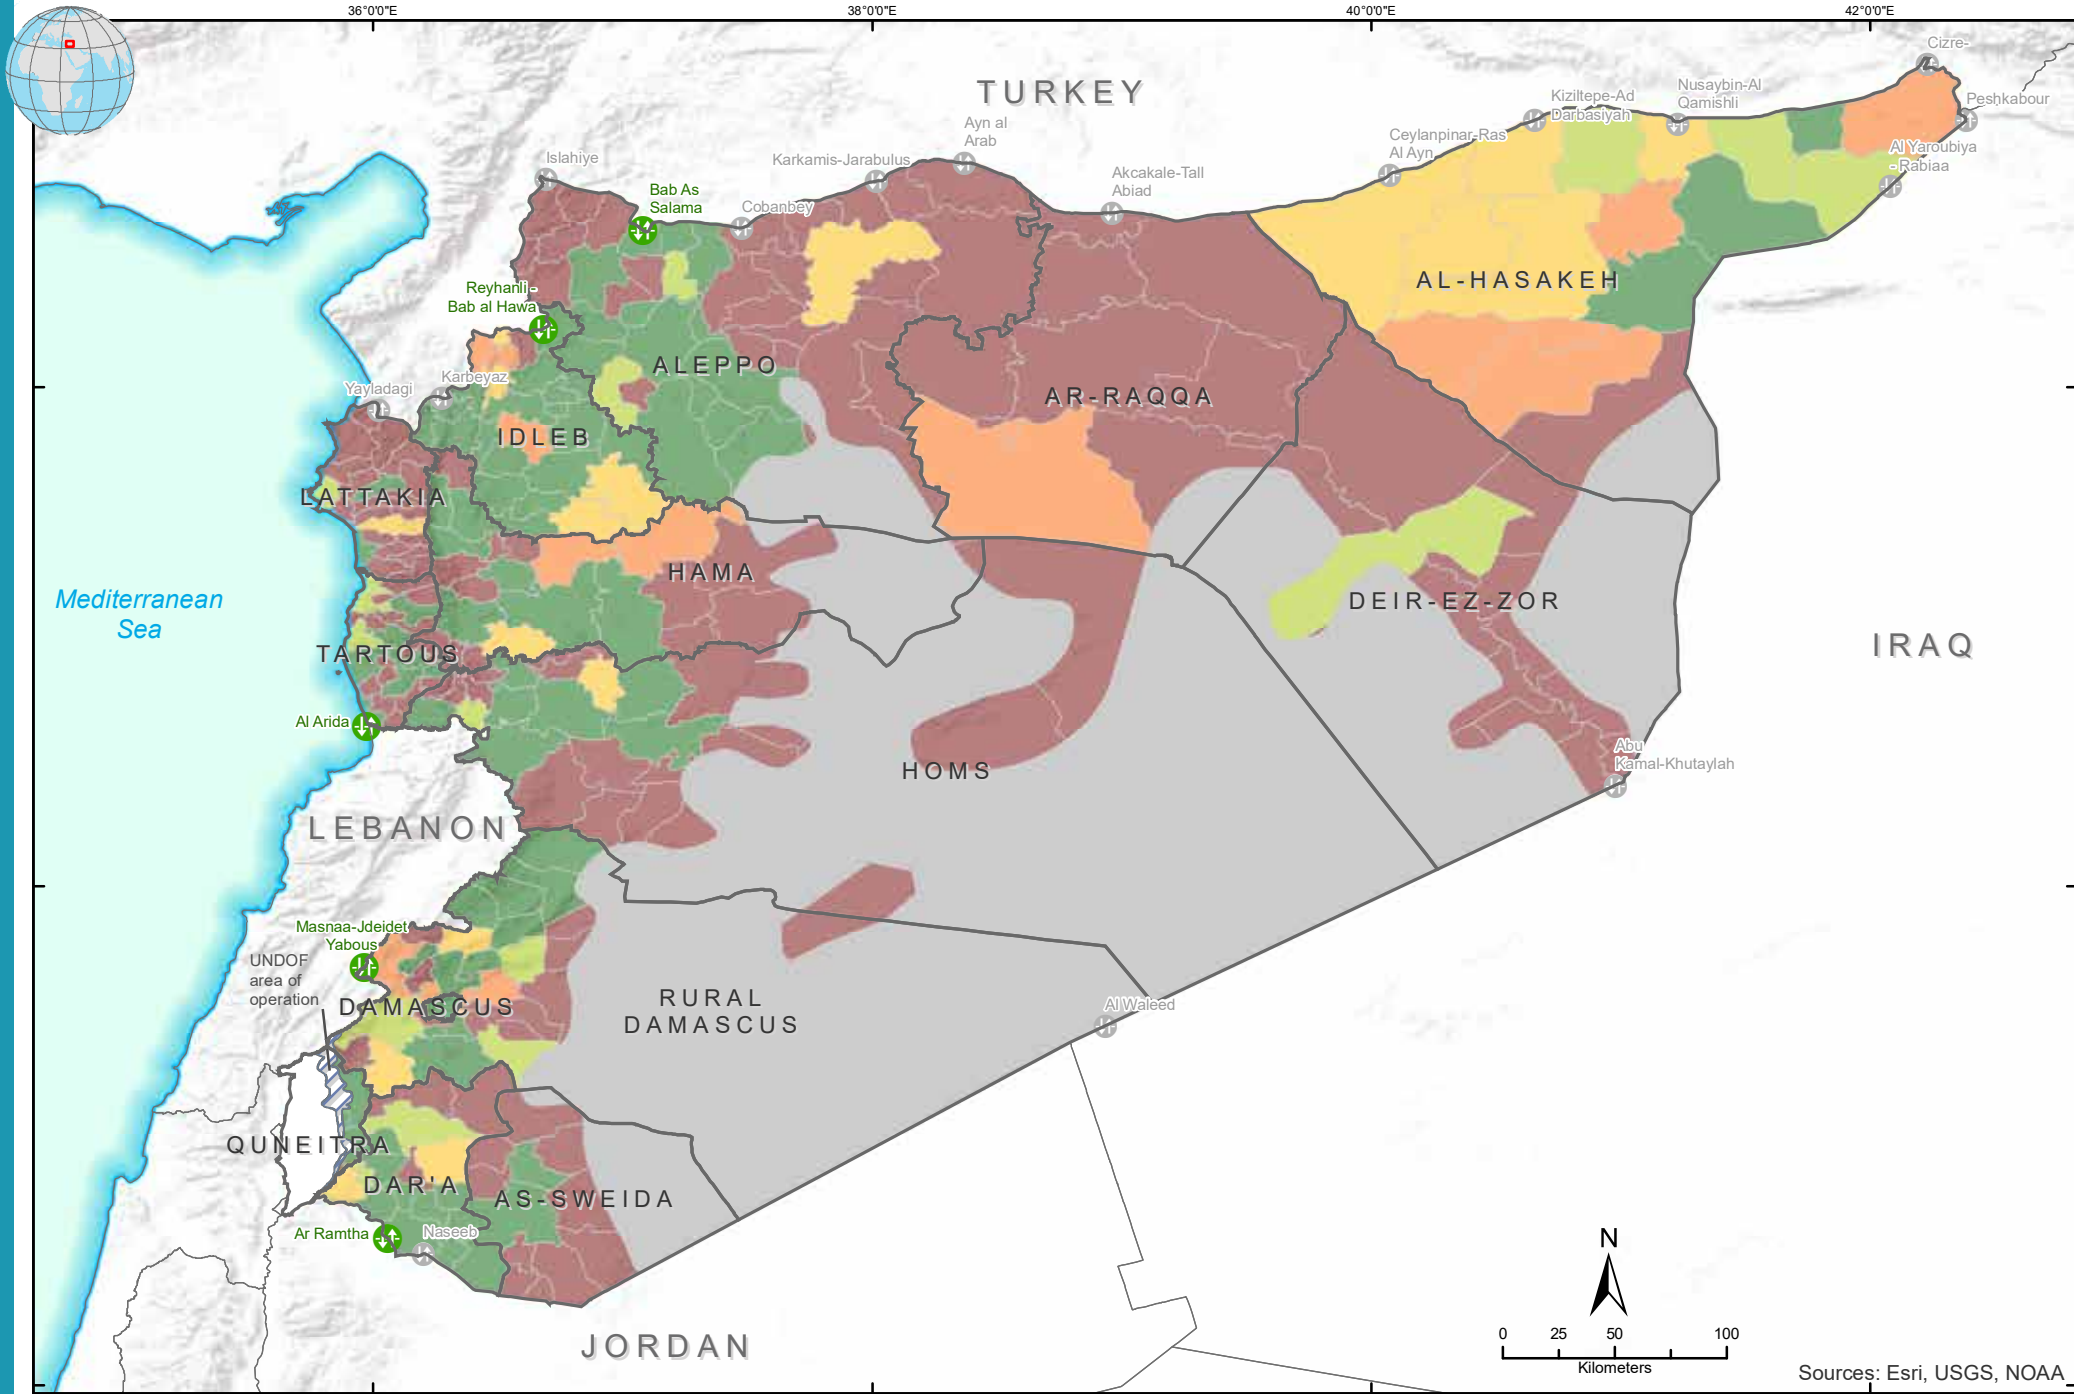 36°0'0"E
38°0'0"E
40°0'0"E
42°0'0"E
TURKEY
Cizre-
Peshkabour
Nusaybin-Al
Qamishli
Kiziltepe-Ad
Darbasiyah
Ceylanpinar-Ras
Al Ayn
Al Yaroubiya
- Rabiaa
Ayn al
Arab
Akcakale-Tall
Abiad
Karkamis-Jarabulus
Islahiye
Bab As
Salama
Cobanbey
Reyhanli -
Bab al Hawa
AL-HASAKEH
ALEPPO
AR-RAQQA
Karbeyaz
Yayladagi
IDLEB
LATTAKIA
HAMA
DEIR-EZ-ZOR
Mediterranean
Sea
IRAQ
TARTOUS
Al Arida
Abu
Kamal-Khutaylah
HOMS
LEBANON
Masnaa-Jdeidet
Yabous
UNDOF
area of
operation
DAMASCUS
RURAL
DAMASCUS
Al Waleed
QUNEITRA
DAR'A
AS-SWEIDA
Ar Ramtha
Naseeb
JORDAN
N
0 25 50 100
Kilometers
Sources: Esri, USGS, NOAA